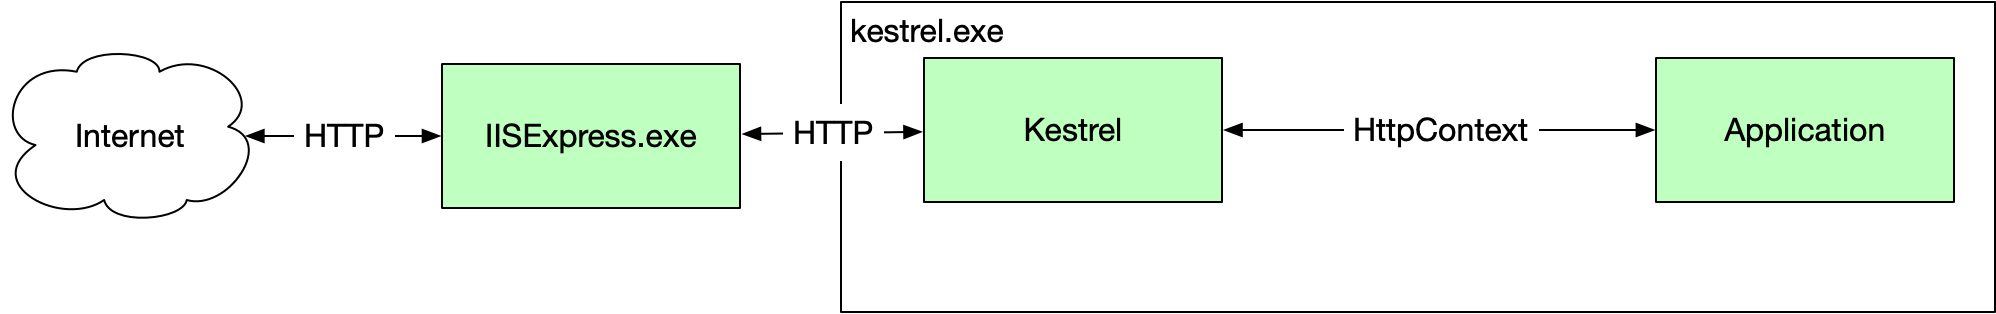 kestrel.exe
Internet
HTTP
IISExpress.exe
HTTP
Kestrel
HttpContext
Application